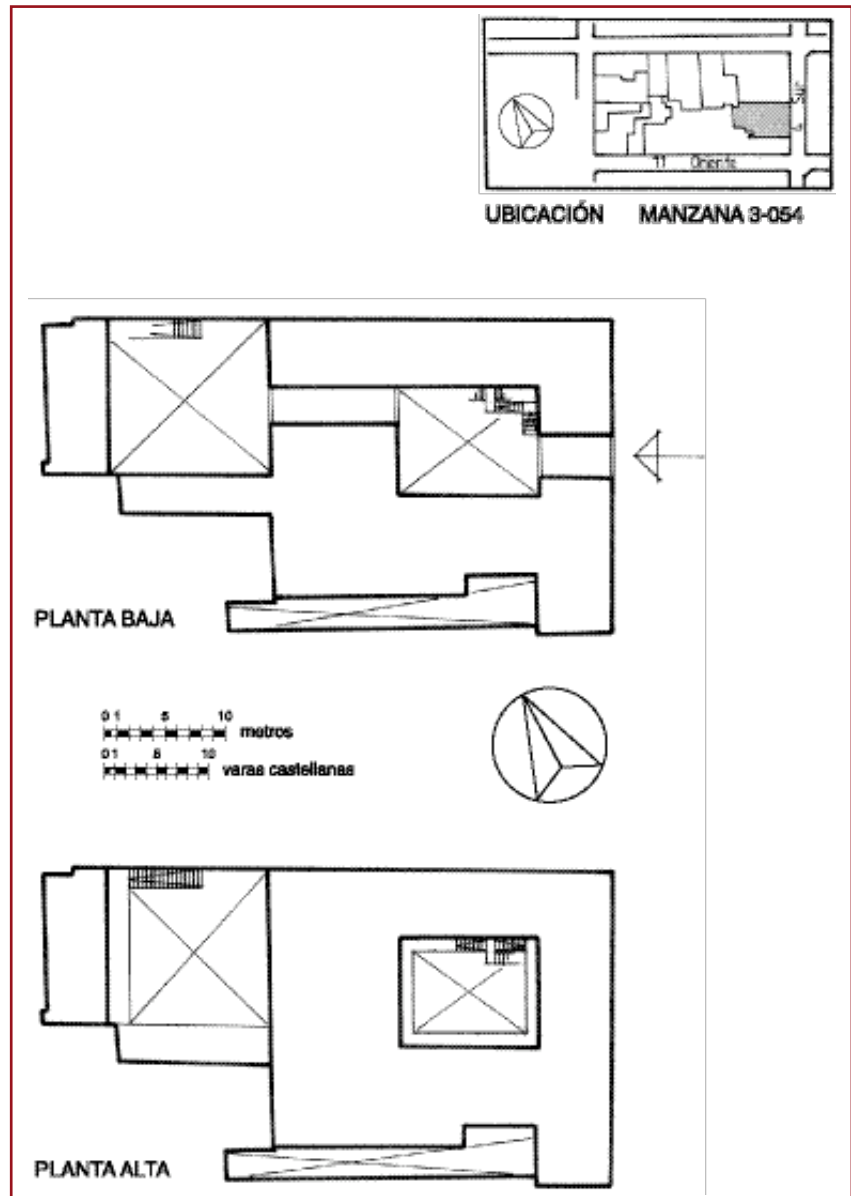 Sur
11 Oriente
UBICACIÓN MANZANA 3-054
PLANTA BAJA
0 1 5 10
metros
0 1 5 10
varas castellanas
PLANTA ALTA